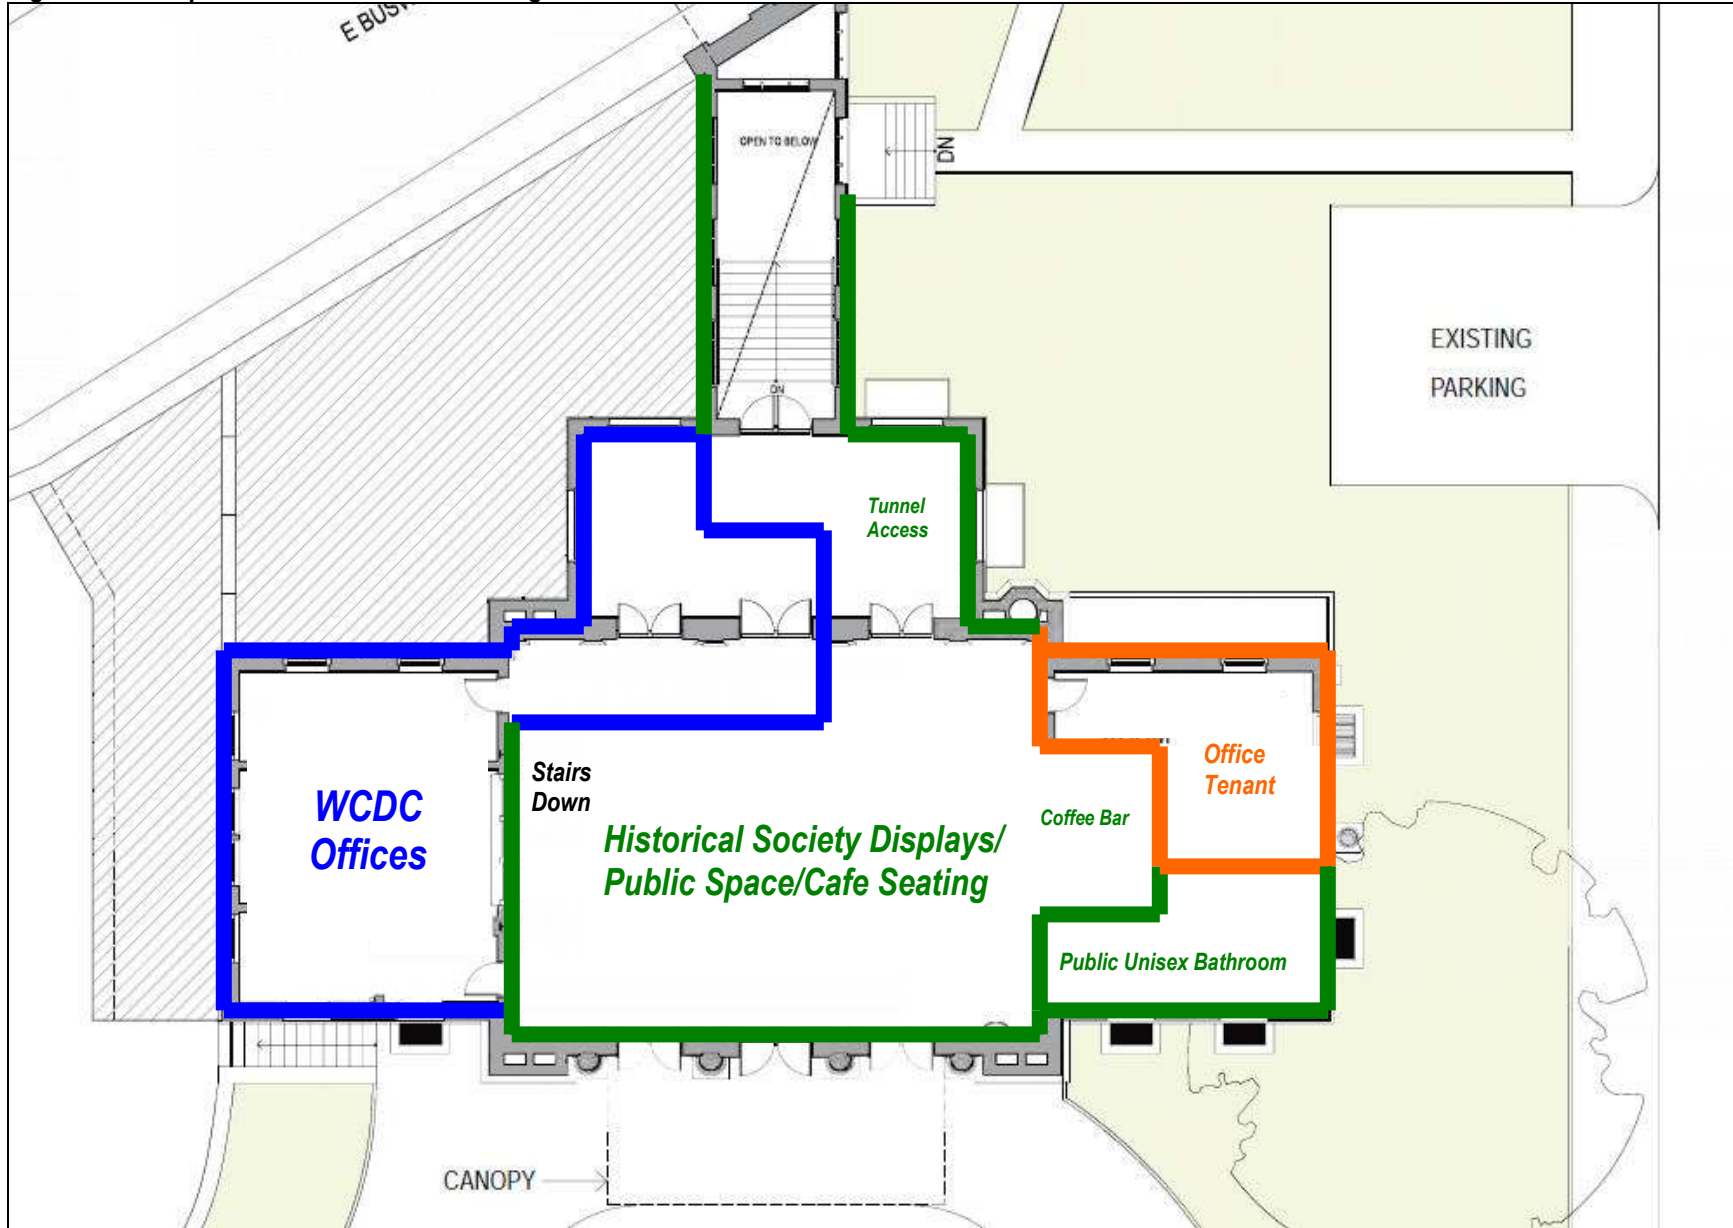 E BUSW
OPEN TO BELOW
DN
DN
EXISTING
PARKING
Tunnel
Access
Stairs
Down
WCDC
Offices
Historical Society Displays/
Public Space/Cafe Seating
Coffee Bar
Office
Tenant
Public Unisex Bathroom
CANOPY